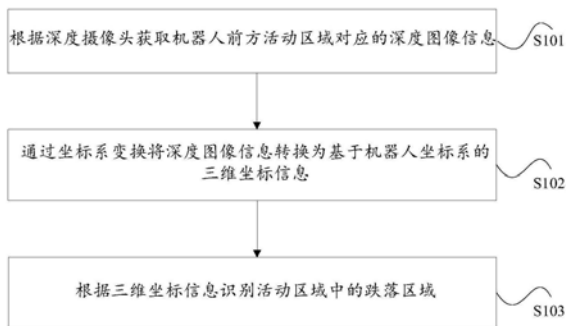 根据深度摄像头获取机器人前方活动区域对应的深度图像信息
S101
通过坐标系变换将深度图像信息转换为基于机器人坐标系的
三维坐标信息
S102
根据三维坐标信息识别活动区域中的跌落区域
S103